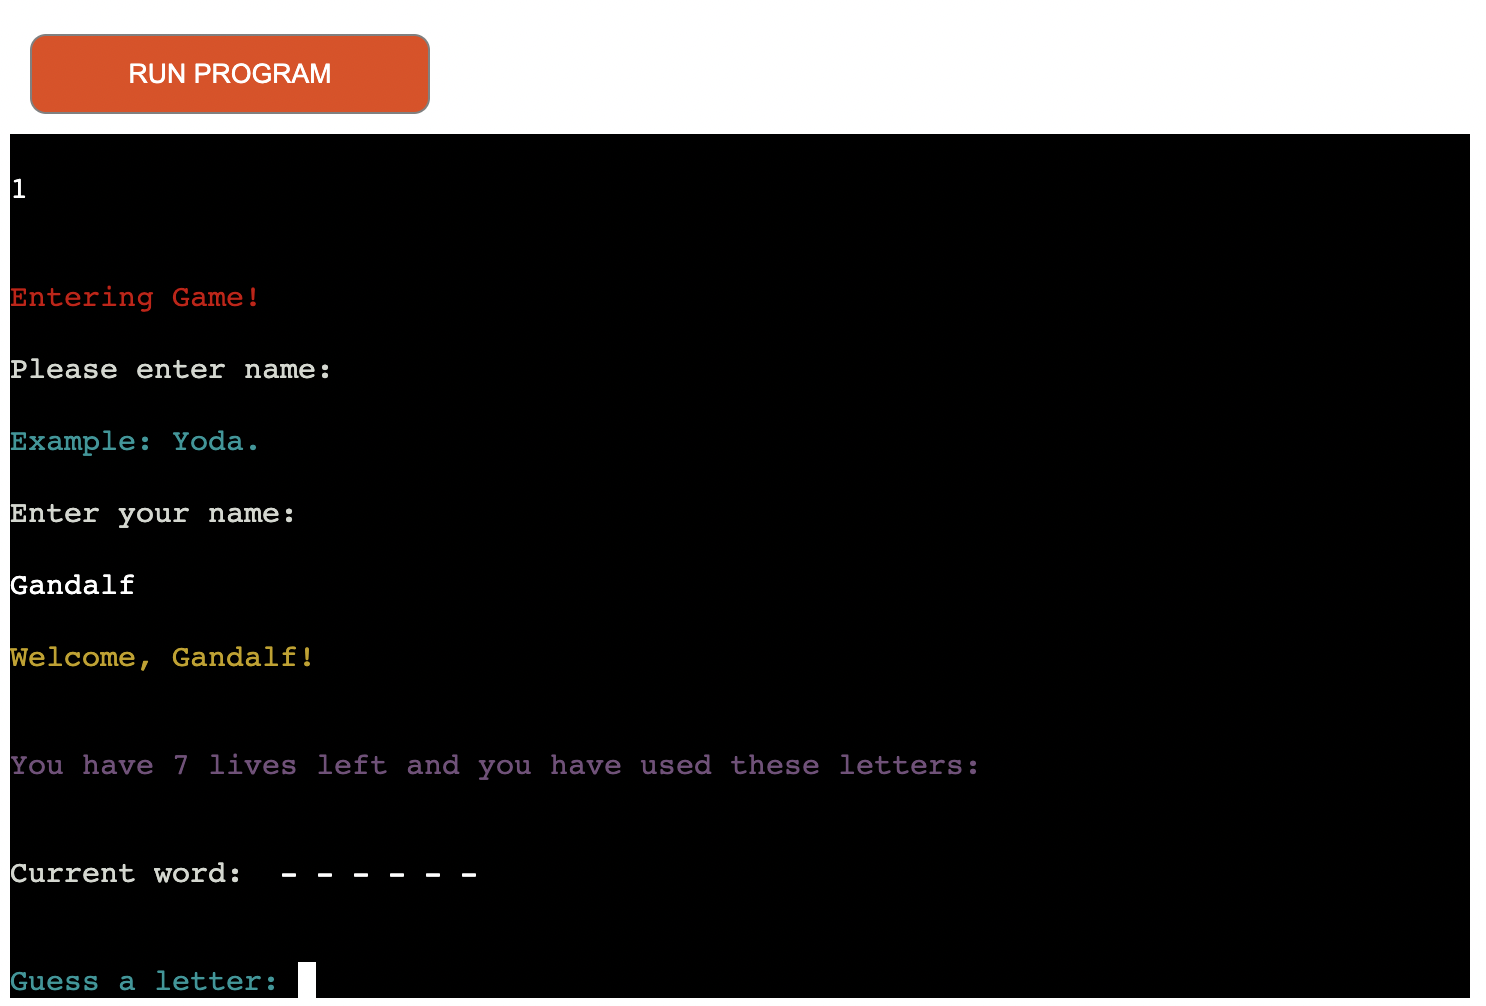 RUN PROGRAM
1
Entering Game!
Please enter name:
Example: Yoda.
Enter your name:
Gandalf
Welcome, Gandalf!
You have 7 lives left and you have used these letters:
Current word:  - - - - - -
Guess a letter: